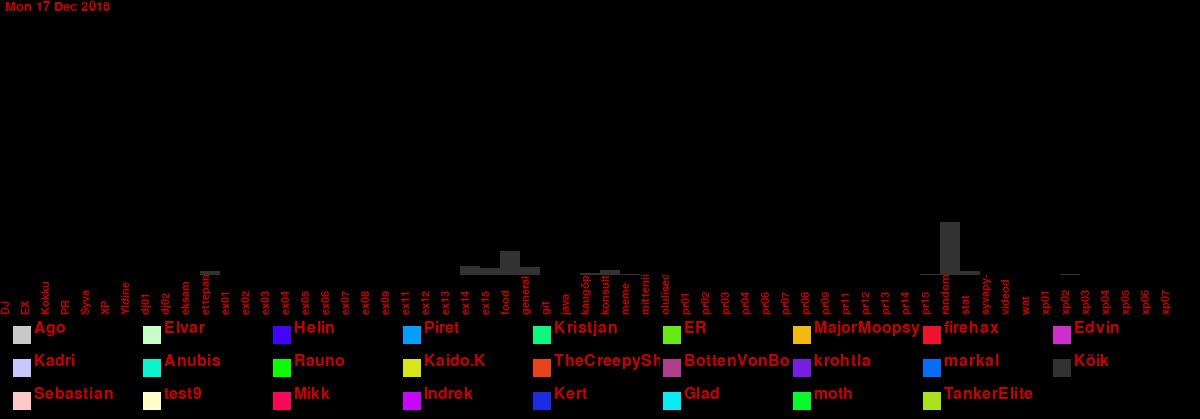 Mon 17 Dec 2018
DJ
EX
Kokku
PR
Syva
XP
Yldine
dj01
dj02
eksam
ettepan
ex01
ex02
ex03
ex04
ex05
ex06
ex07
ex08
ex09
ex11
ex12
ex13
ex14
ex15
food
general
git
java
kaugõp
konsult
meme
mittenii
olulised
pr01
pr02
pr03
pr04
pr06
pr07
pr08
pr09
pr11
pr12
pr13
pr14
pr15
random
stat
syvapy-
videod
wat
xp01
xp02
xp03
xp04
xp05
xp06
xp07
Ago Elvar Helin Piret Kristjan ER MajorMoopsy firehax Edvin
Kadri Anubis Rauno Kaido.K TheCreepySh BottenVonBo krohtla markal Kõik
Sebastian test9 Mikk Indrek Kert Glad moth TankerElite